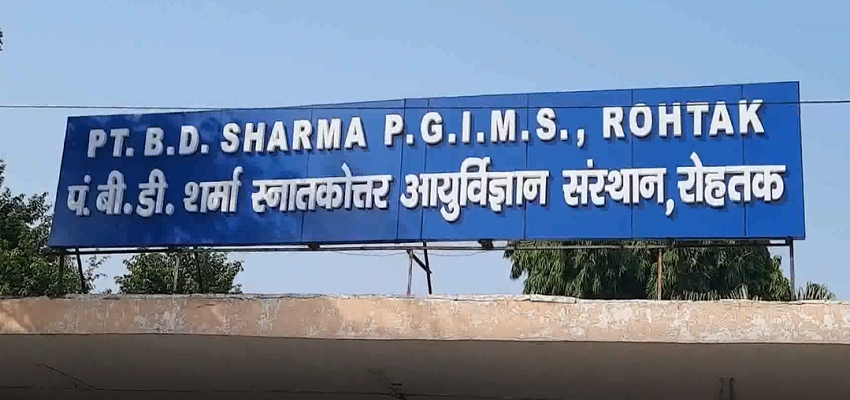 PT. B.D. SHARMA P.G.I.M.S., ROHTAK
पं. बी.डी. शर्मा स्नातकोत्तर आयुर्विज्ञान संस्थान, रोहतक